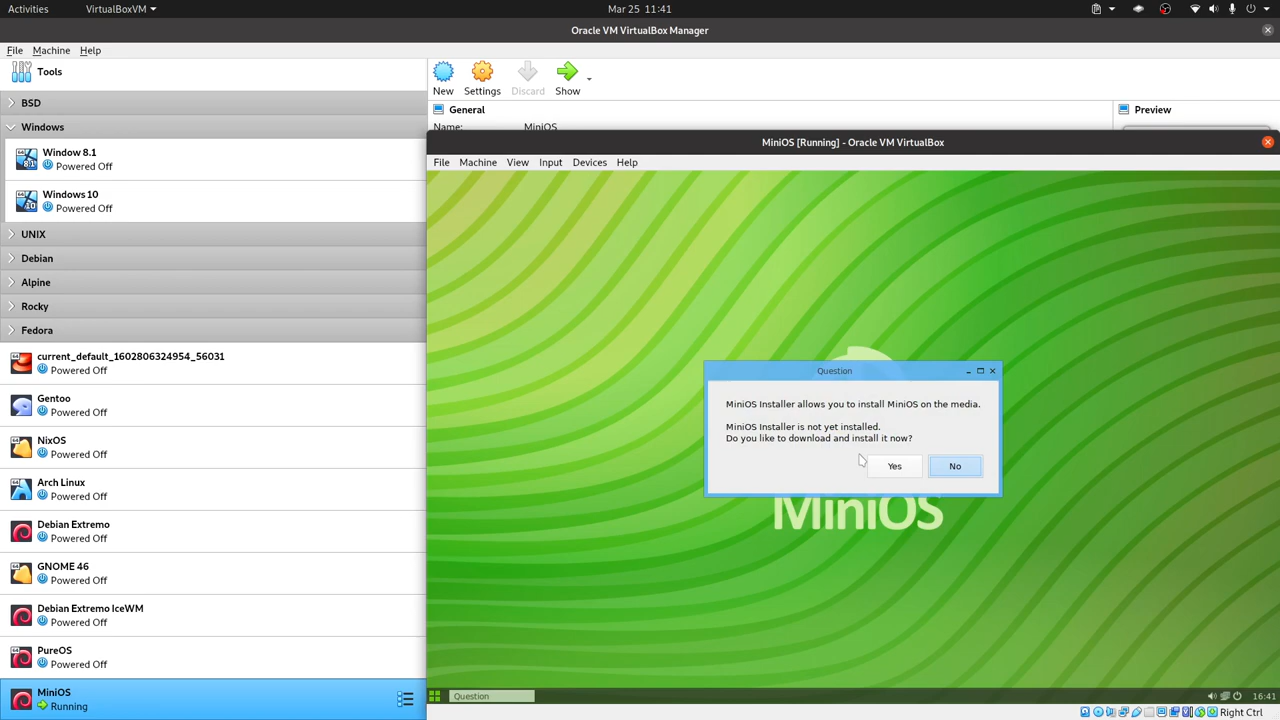 Activities
VirtualBoxVM
Mar 25 11:41
Oracle VM VirtualBox Manager
File Machine Help
Tools
New Settings Discard Show
BSD
General
Preview
Windows
Name: MiniOS
MiniOS [Running] - Oracle VM VirtualBox
File Machine View Input Devices Help
Window 8.1
Powered Off
Windows 10
Powered Off
UNIX
Debian
Alpine
Rocky
Fedora
current_default_1602806324954_56031
Powered Off
Gentoo
Powered Off
NixOS
Powered Off
Arch Linux
Powered Off
Debian Extremo
Powered Off
GNOME 46
Powered Off
Debian Extremo IceWM
Powered Off
PureOS
Powered Off
MiniOS
Running
Question
MiniOS Installer allows you to install MiniOS on the media.
MiniOS Installer is not yet installed.
Do you like to download and install it now?
Yes No
MiniOS
Question
16:41
Right Ctrl